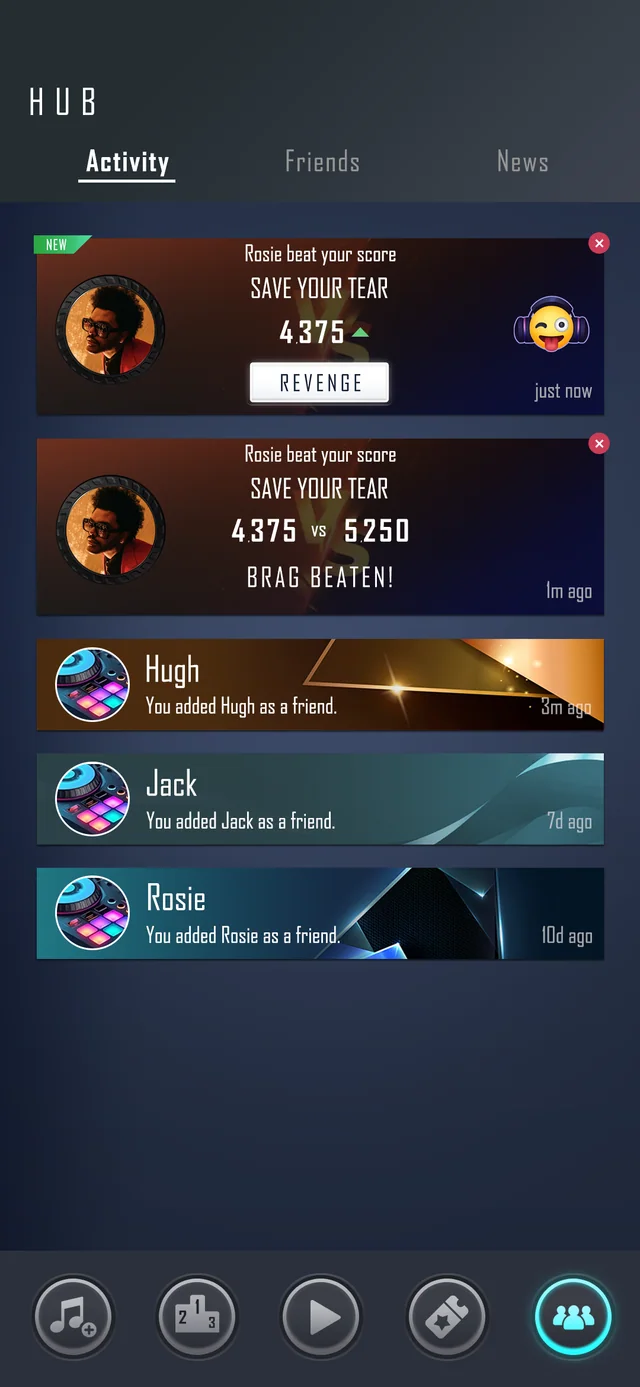 HUB
Activity
Friends
News
NEW
Rosie beat your score
SAVE YOUR TEAR
4.375
REVENGE
just now
Rosie beat your score
SAVE YOUR TEAR
4.375 VS 5.250
BRAG BEATEN!
1m ago
Hugh
You added Hugh as a friend.
3m ago
Jack
You added Jack as a friend.
7d ago
Rosie
You added Rosie as a friend.
10d ago
2 1 3